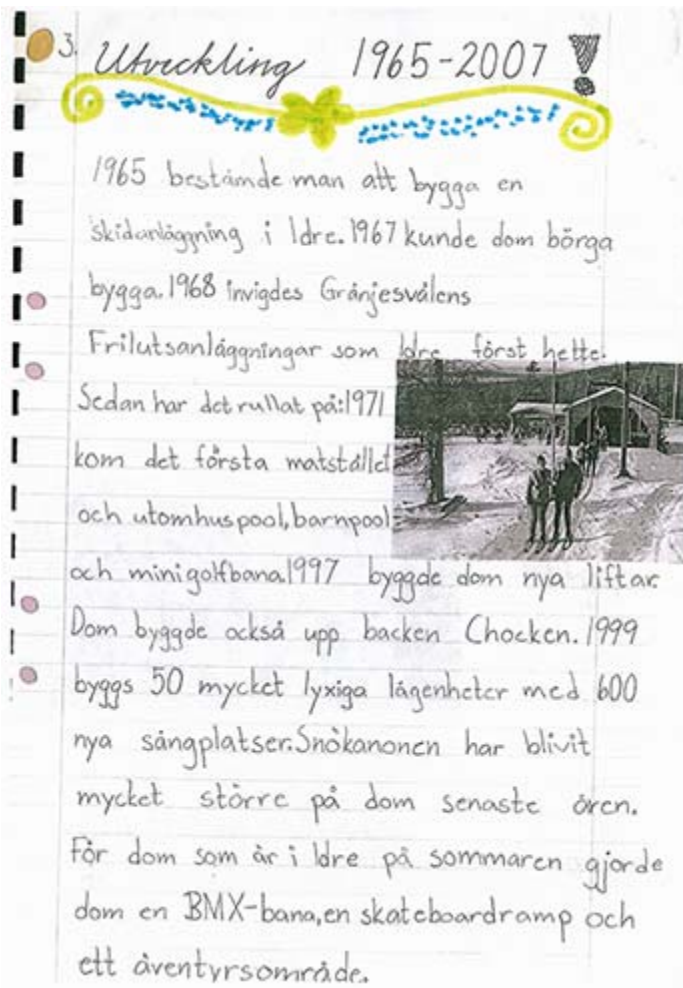 3. Utveckling 1965-2007!
1965 bestämde man att bygga en
skidanläggning i Idre. 1967 kunde dom börga
bygga. 1968 invigdes Gränjesvålens
Frilutsanläggningar som Idre först hette.
Sedan har det rullat på: 1971
kom det första matstället
och utomhuspool, barnpool
och minigolfbana. 1997 byggde dom nya liftar.
Dom byggde också upp backen Chocken. 1999
byggs 50 mycket lyxiga lägenheter med 600
nya sängplatser. Snökanonen har blivit
mycket större på dom senaste åren.
För dom som är i Idre på sommaren gjorde
dom en BMX-bana, en skateboardramp och
ett äventyrsområde.